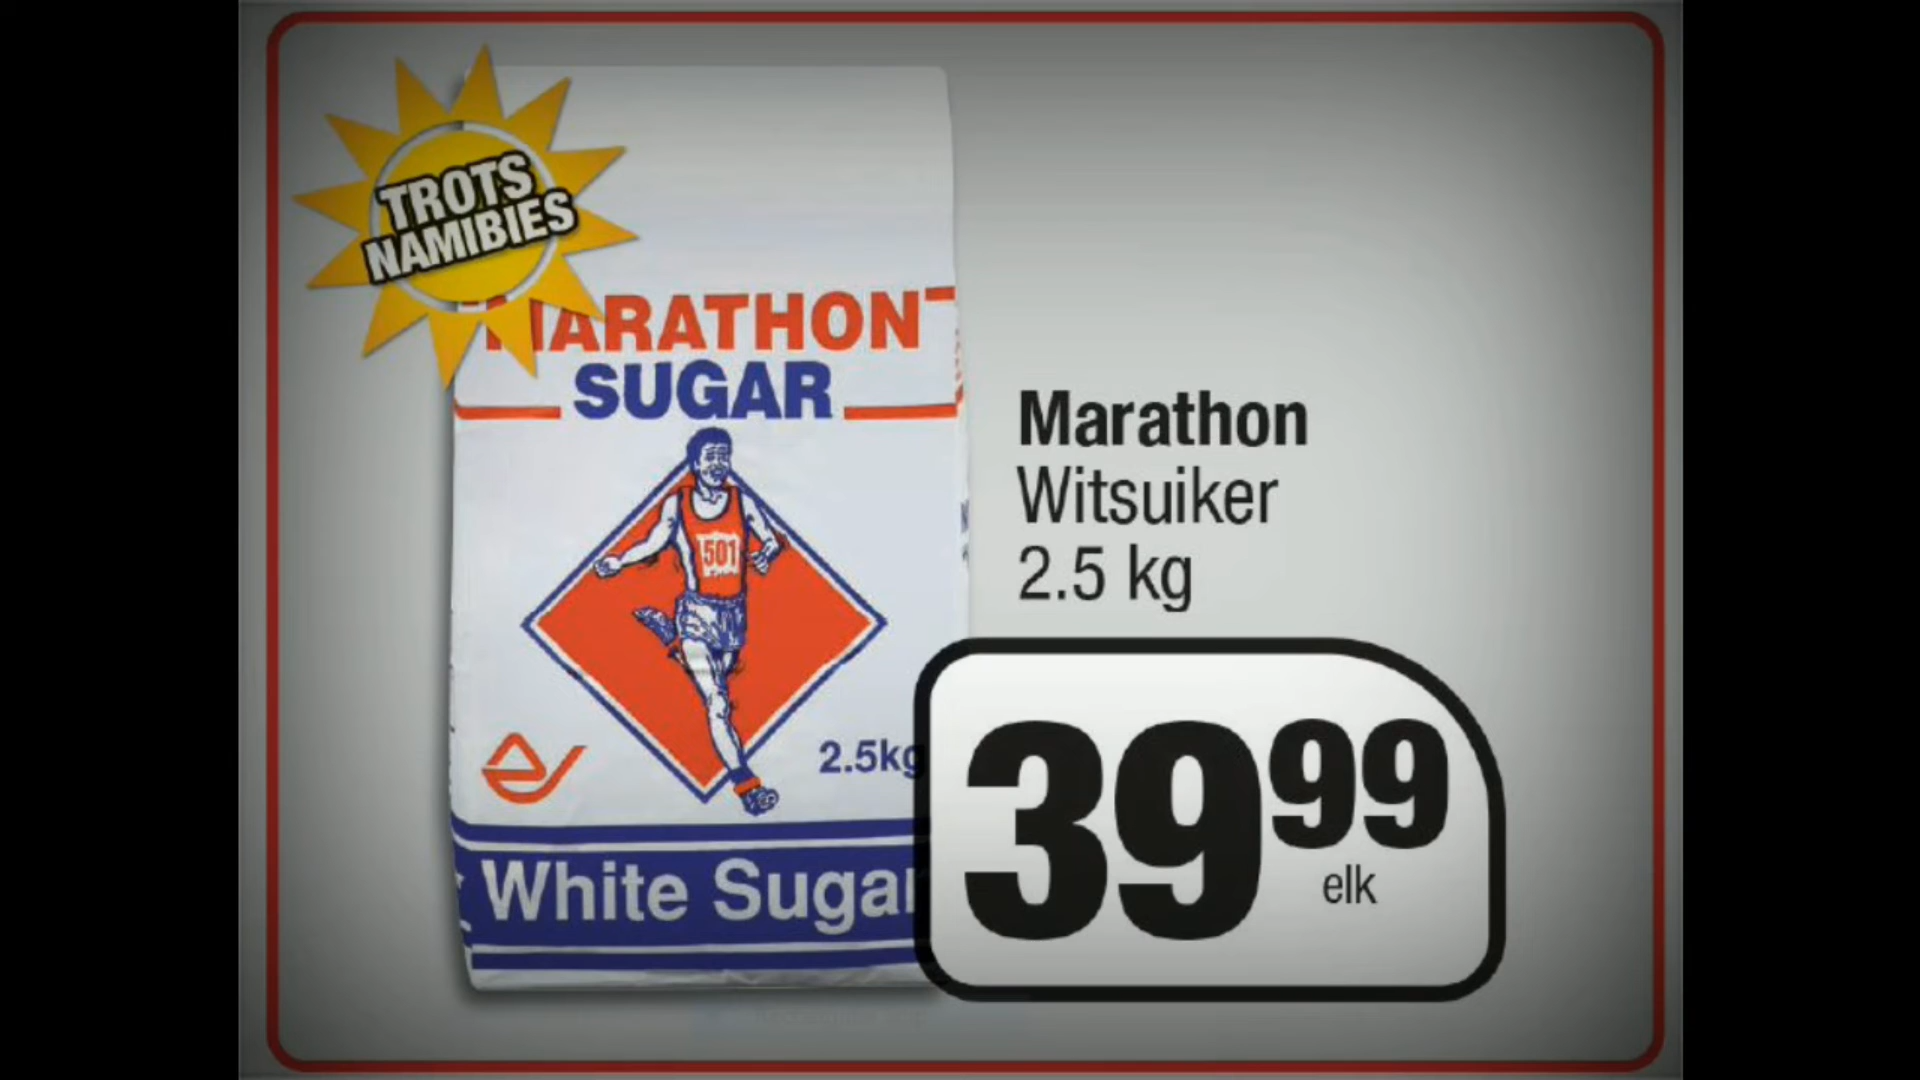 TROTS
NAMIBIES
MARATHON
SUGAR
501
2.5kg
White Sugar
Marathon
Witsuiker
2.5 kg
39 99
elk